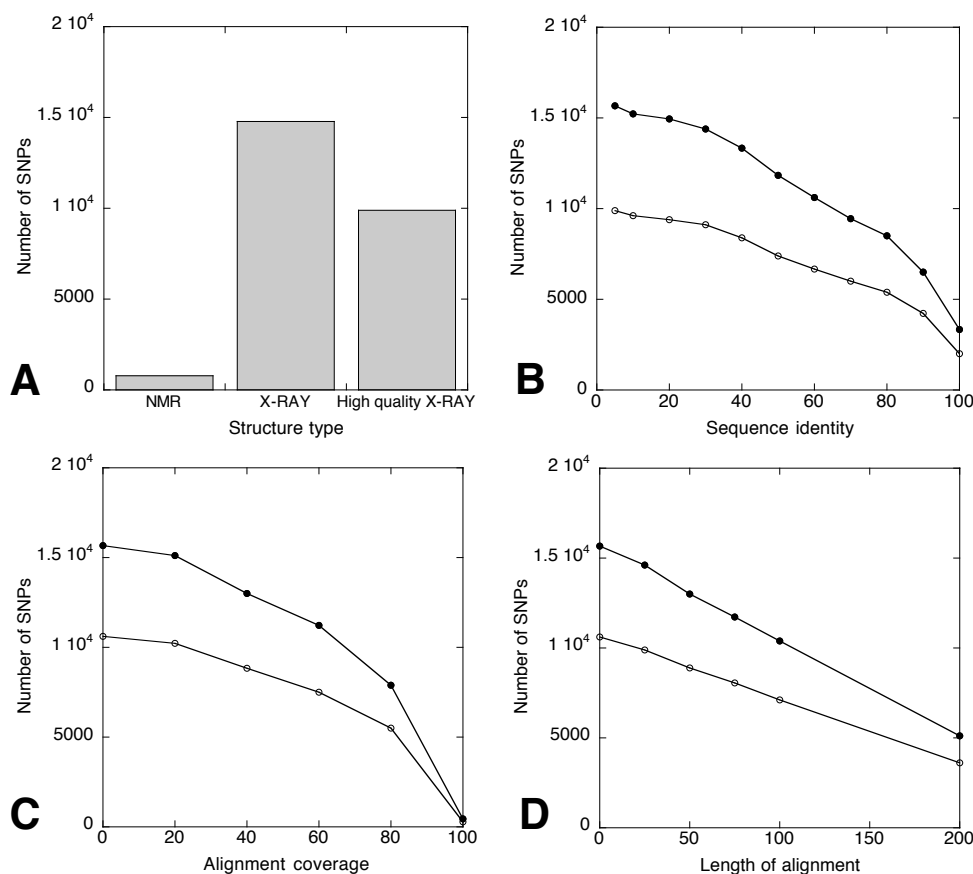 2 10⁴
1.5 10⁴
1 10⁴
5000
0
Number of SNPs
NMR X-RAY High quality X-RAY
Structure type
A
2 10⁴
1.5 10⁴
1 10⁴
5000
0
Number of SNPs
0 20 40 60 80 100
Sequence identity
B
2 10⁴
1.5 10⁴
1 10⁴
5000
0
Number of SNPs
0 20 40 60 80 100
Alignment coverage
C
2 10⁴
1.5 10⁴
1 10⁴
5000
0
Number of SNPs
0 50 100 150 200
Length of alignment
D